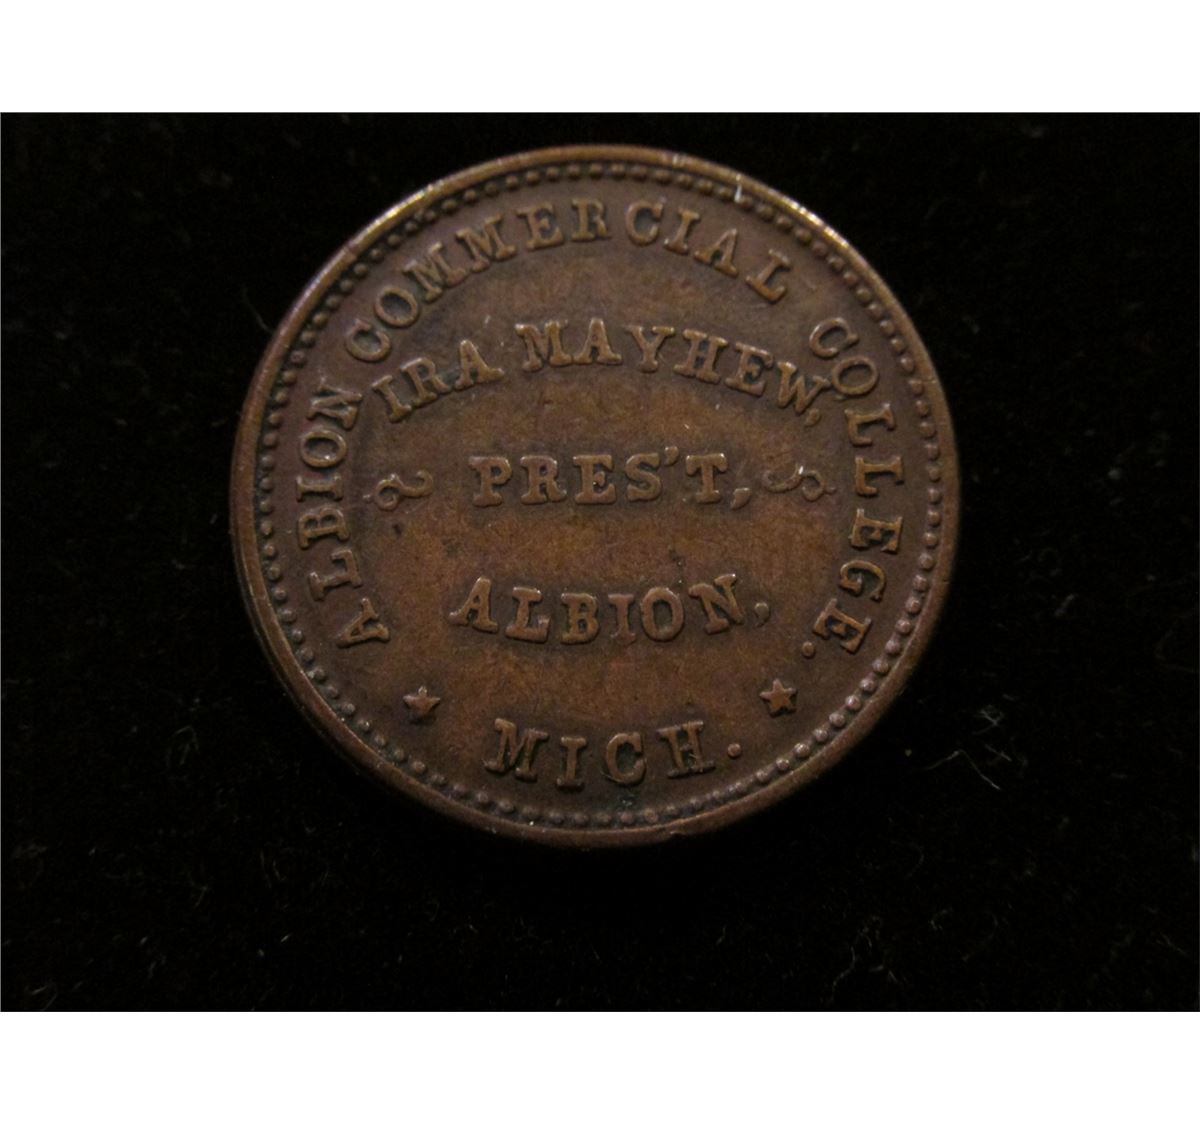 ALBION COMMERCIAL COLLEGE.
IRA MAYHEW,
PRES'T,
ALBION,
MICH.